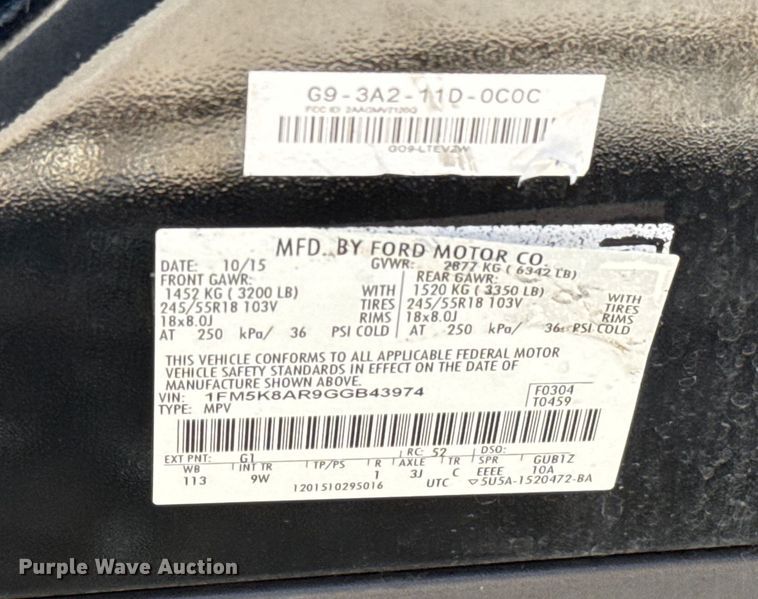 G9-3A2-11D-0C0C
FCC ID: 2AAGMV7120Q
GO9-LTEVZW
MFD. BY FORD MOTOR CO.
DATE: 10/15 GVWR: 2877 KG ( 6342 LB)
FRONT GAWR: REAR GAWR:
1452 KG ( 3200 LB) WITH 1520 KG ( 3350 LB) WITH
245/55R18 103V TIRES 245/55R18 103V TIRES
18x8.0J RIMS 18x8.0J RIMS
AT 250 kPa/ 36 PSI COLD AT 250 kPa/ 36 PSI COLD
THIS VEHICLE CONFORMS TO ALL APPLICABLE FEDERAL MOTOR
VEHICLE SAFETY STANDARDS IN EFFECT ON THE DATE OF
MANUFACTURE SHOWN ABOVE.
VIN: 1FM5K8AR9GGB43974 F0304
TYPE: MPV T0459
EXT PNT: G1 RC: 52 DSO:
WB INT TR TP/PS R AXLE TR SPR GUB1Z
113 9W 1 3J C EEEE 10A
1201510295016 UTC ▽5U5A-1520472-BA
Purple Wave Auction